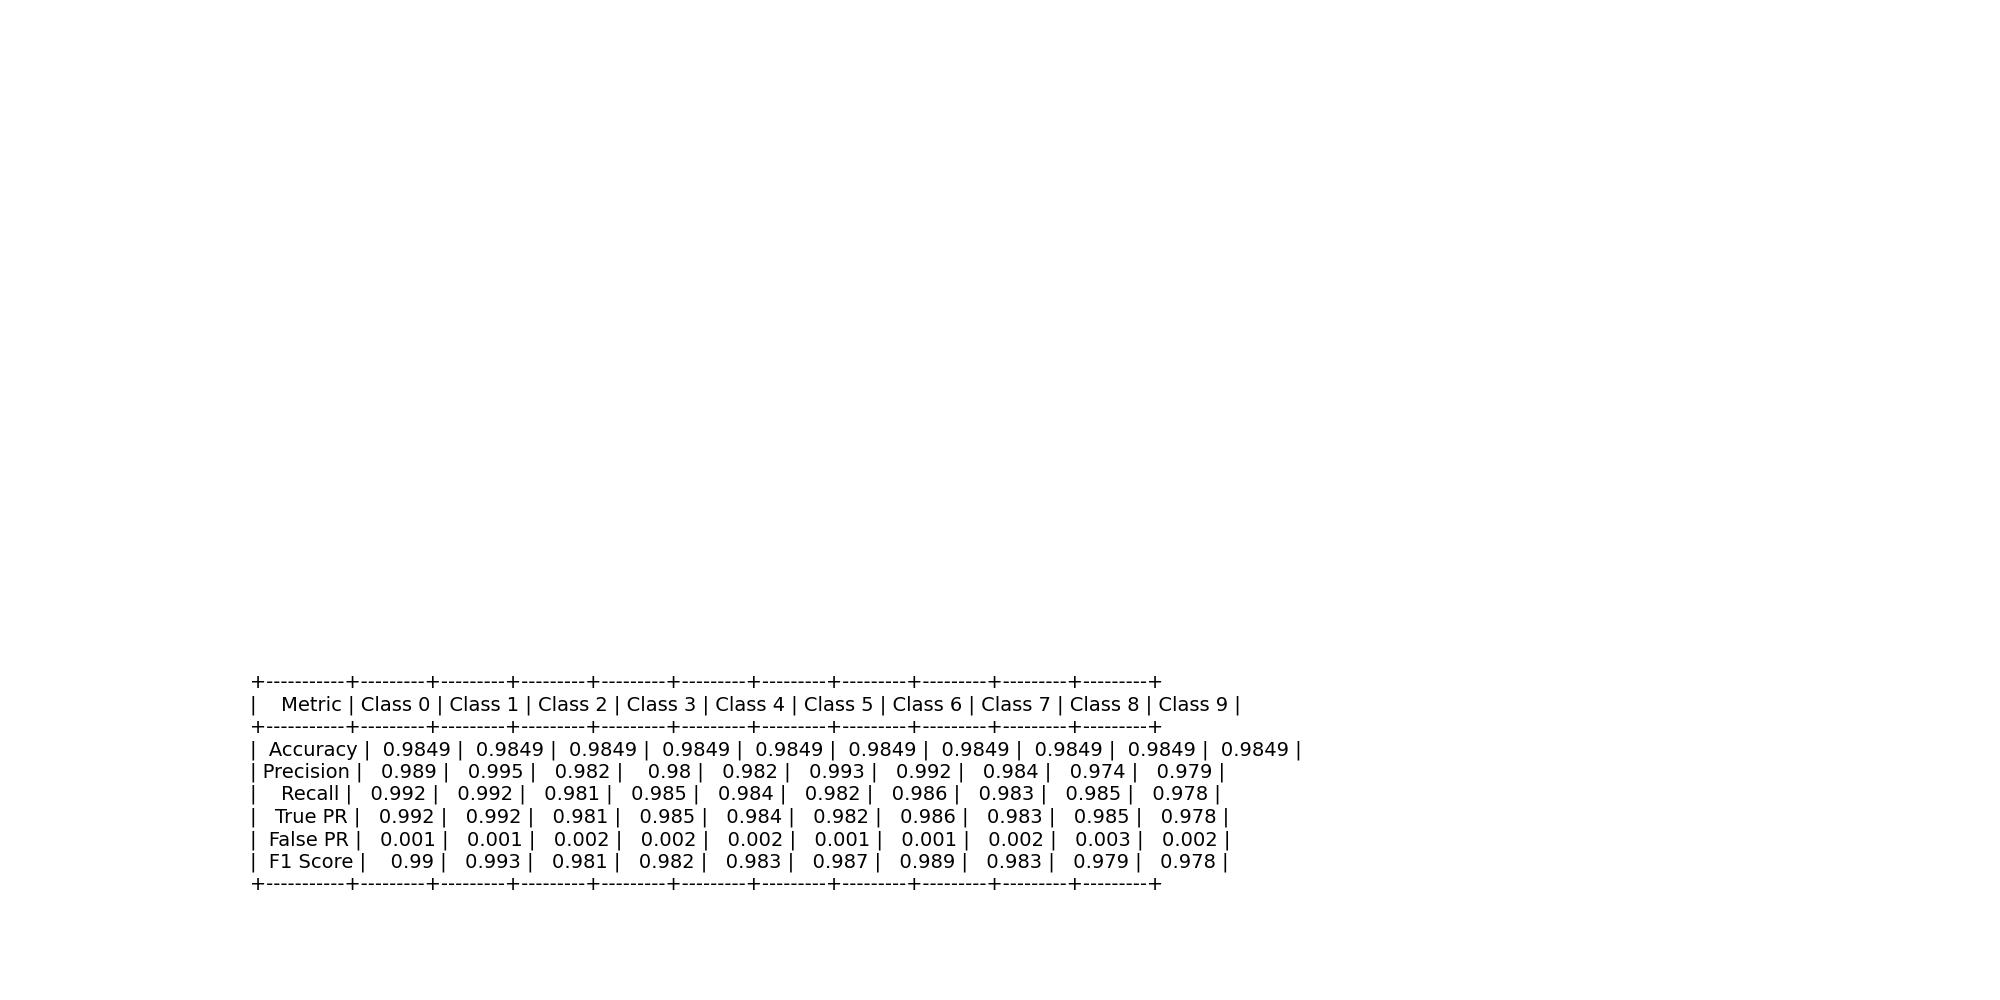 +-----------+---------+---------+---------+---------+---------+---------+---------+---------+---------+---------+
|    Metric | Class 0 | Class 1 | Class 2 | Class 3 | Class 4 | Class 5 | Class 6 | Class 7 | Class 8 | Class 9 |
+-----------+---------+---------+---------+---------+---------+---------+---------+---------+---------+---------+
|  Accuracy |  0.9849 |  0.9849 |  0.9849 |  0.9849 |  0.9849 |  0.9849 |  0.9849 |  0.9849 |  0.9849 |  0.9849 |
| Precision |   0.989 |   0.995 |   0.982 |    0.98 |   0.982 |   0.993 |   0.992 |   0.984 |   0.974 |   0.979 |
|    Recall |   0.992 |   0.992 |   0.981 |   0.985 |   0.984 |   0.982 |   0.986 |   0.983 |   0.985 |   0.978 |
|   True PR |   0.992 |   0.992 |   0.981 |   0.985 |   0.984 |   0.982 |   0.986 |   0.983 |   0.985 |   0.978 |
|  False PR |   0.001 |   0.001 |   0.002 |   0.002 |   0.002 |   0.001 |   0.001 |   0.002 |   0.003 |   0.002 |
|  F1 Score |    0.99 |   0.993 |   0.981 |   0.982 |   0.983 |   0.987 |   0.989 |   0.983 |   0.979 |   0.978 |
+-----------+---------+---------+---------+---------+---------+---------+---------+---------+---------+---------+